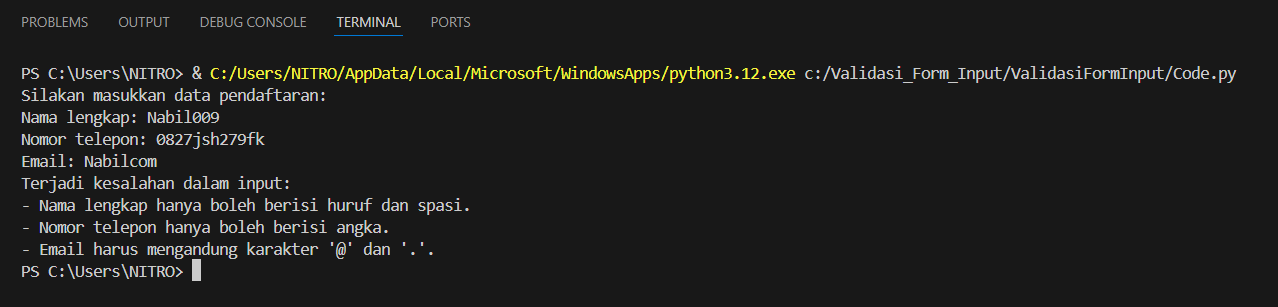 PROBLEMS OUTPUT DEBUG CONSOLE TERMINAL PORTS
PS C:\Users\NITRO> & C:/Users/NITRO/AppData/Local/Microsoft/WindowsApps/python3.12.exe c:/Validasi_Form_Input/ValidasiFormInput/Code.py
Silakan masukkan data pendaftaran:
Nama lengkap: Nabil009
Nomor telepon: 0827jsh279fk
Email: Nabilcom
Terjadi kesalahan dalam input:
- Nama lengkap hanya boleh berisi huruf dan spasi.
- Nomor telepon hanya boleh berisi angka.
- Email harus mengandung karakter '@' dan '.'.
PS C:\Users\NITRO>